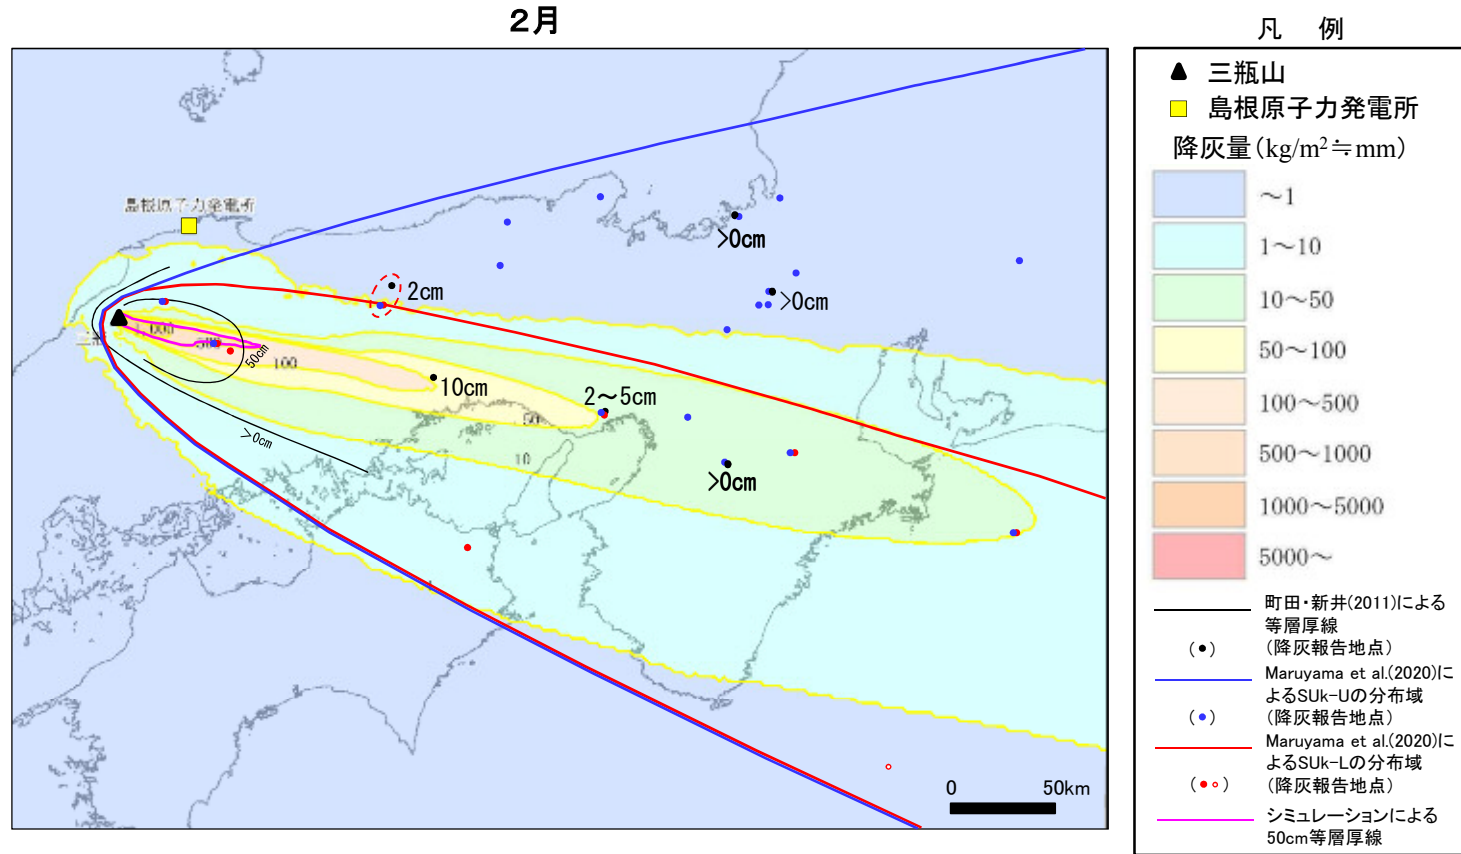 2月
島根原子力発電所
>0cm
2cm
>0cm
1,000
500
50cm
100
10cm
2～5cm
50
>0cm
10
>0cm
0 50km
凡 例
三瓶山
島根原子力発電所
降灰量(kg/m²≒mm)
～1
1～10
10～50
50～100
100～500
500～1000
1000～5000
5000～
町田・新井(2011)による
等層厚線
(●) (降灰報告地点)
Maruyama et al.(2020)に
よるSUk-Uの分布域
(●) (降灰報告地点)
Maruyama et al.(2020)に
よるSUk-Lの分布域
(●○) (降灰報告地点)
シミュレーションによる
50cm等層厚線